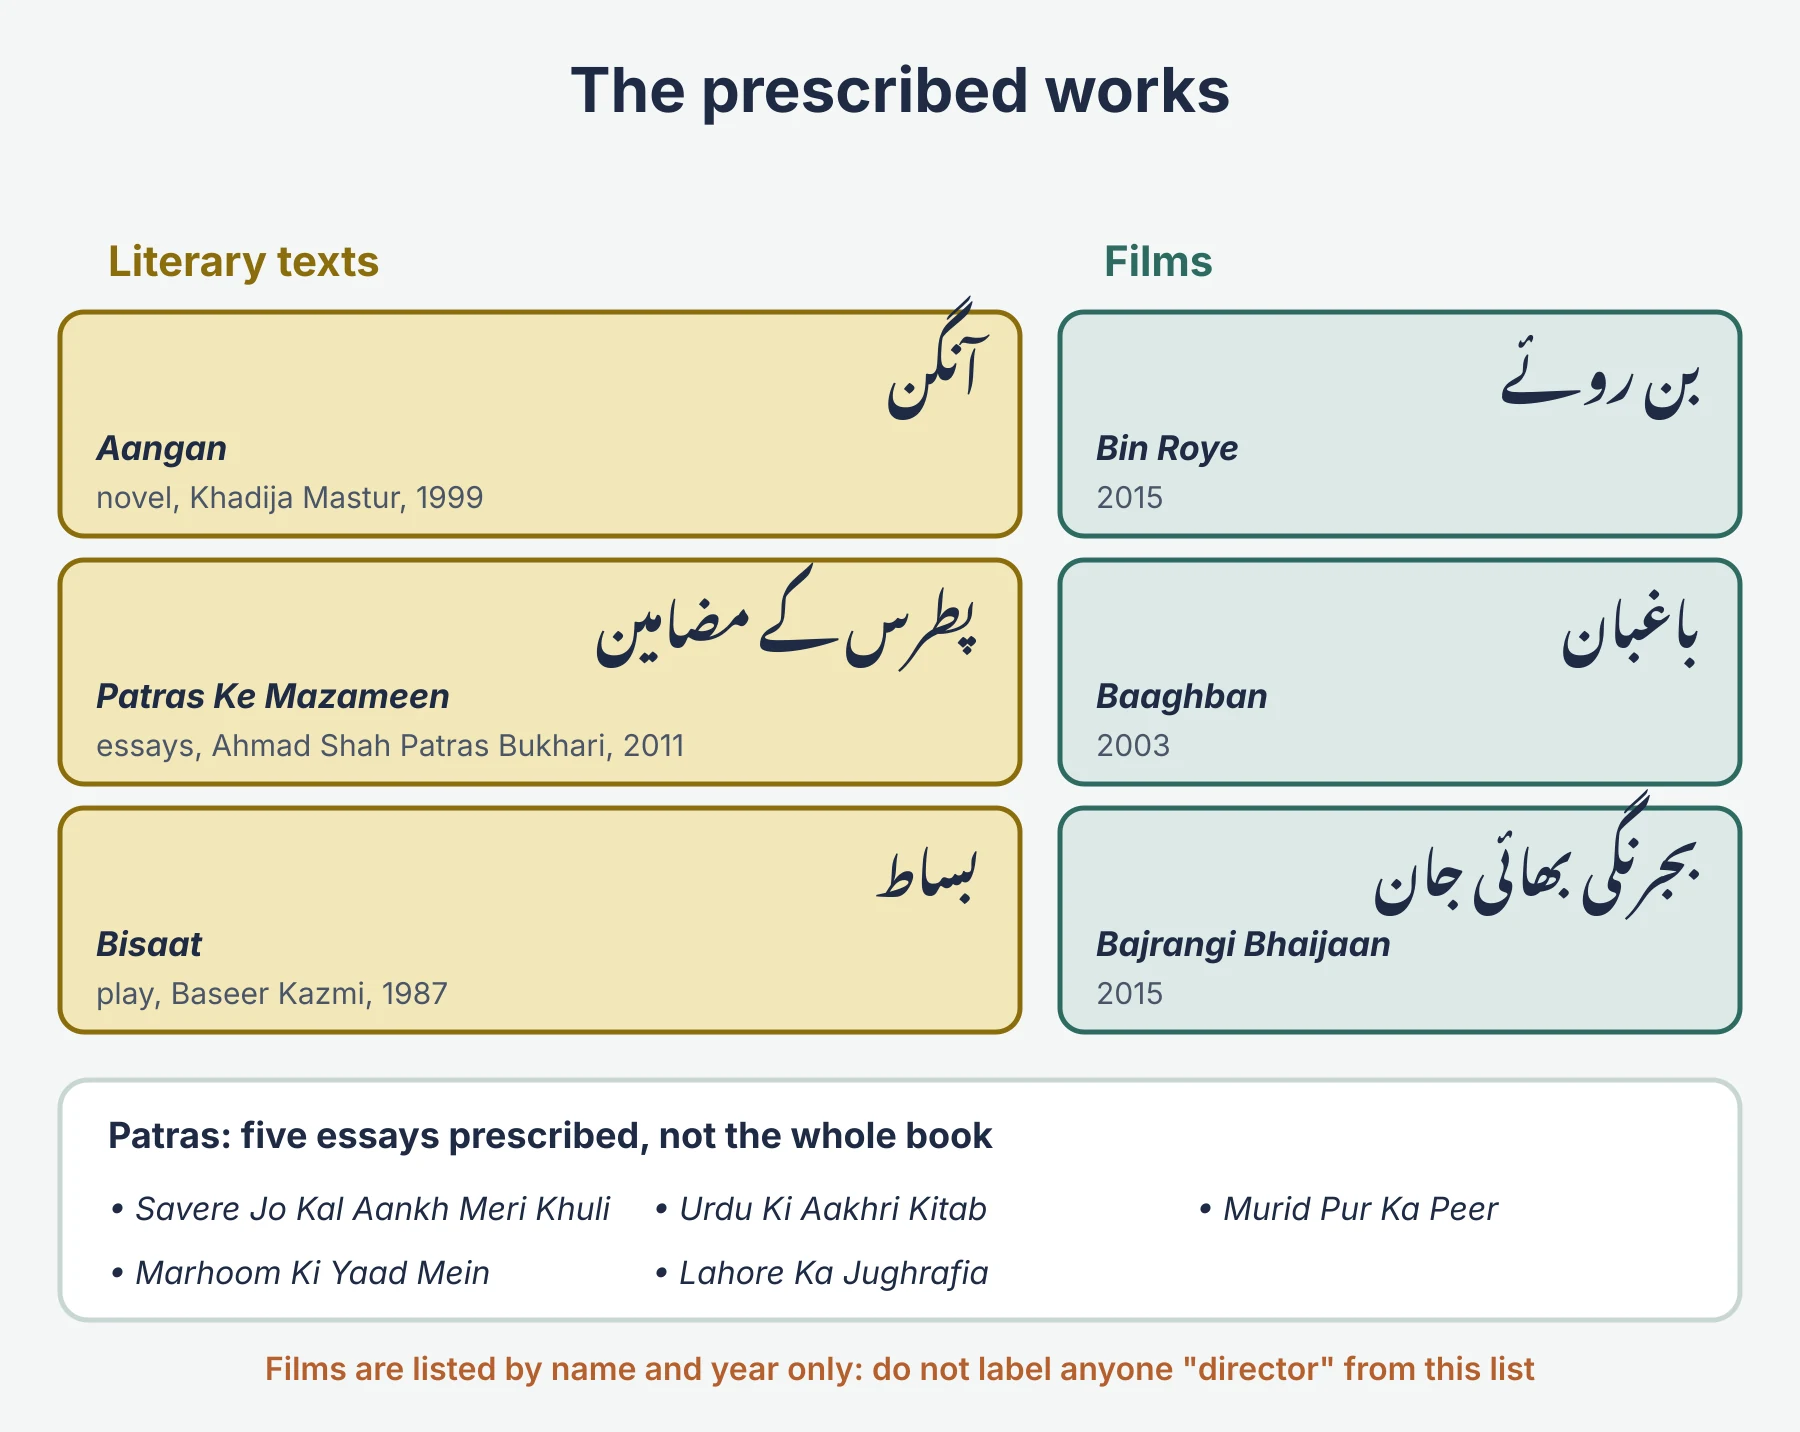 The prescribed works
Literary texts
آنگن
Aangan
novel, Khadija Mastur, 1999
پطرس کے مضامین
Patras Ke Mazameen
essays, Ahmad Shah Patras Bukhari, 2011
بساط
Bisaat
play, Baseer Kazmi, 1987
Films
بن روئے
Bin Roye
2015
باغبان
Baaghban
2003
بجرنگی بھائی جان
Bajrangi Bhaijaan
2015
Patras: five essays prescribed, not the whole book
• Savere Jo Kal Aankh Meri Khuli • Urdu Ki Aakhri Kitab • Murid Pur Ka Peer
• Marhoom Ki Yaad Mein • Lahore Ka Jughrafia
Films are listed by name and year only: do not label anyone "director" from this list